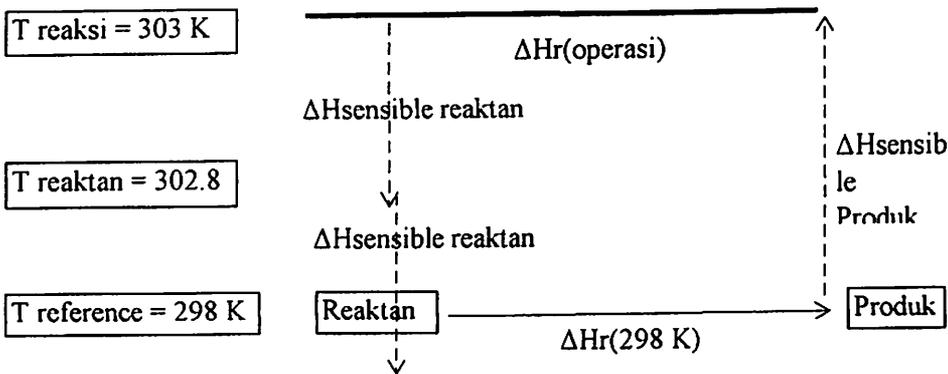 T reaksi = 303 K
ΔHr(operasi)
ΔHsensible reaktan
T reaktan = 302.8
ΔHsensib
le
Produk
ΔHsensible reaktan
T reference = 298 K
Reaktan
Produk
ΔHr(298 K)